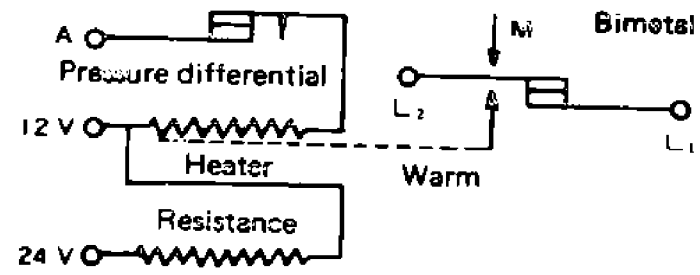 A
M
Bimetal
Pressure differential
L2
L1
12 V
Heater
Warm
Resistance
24 V